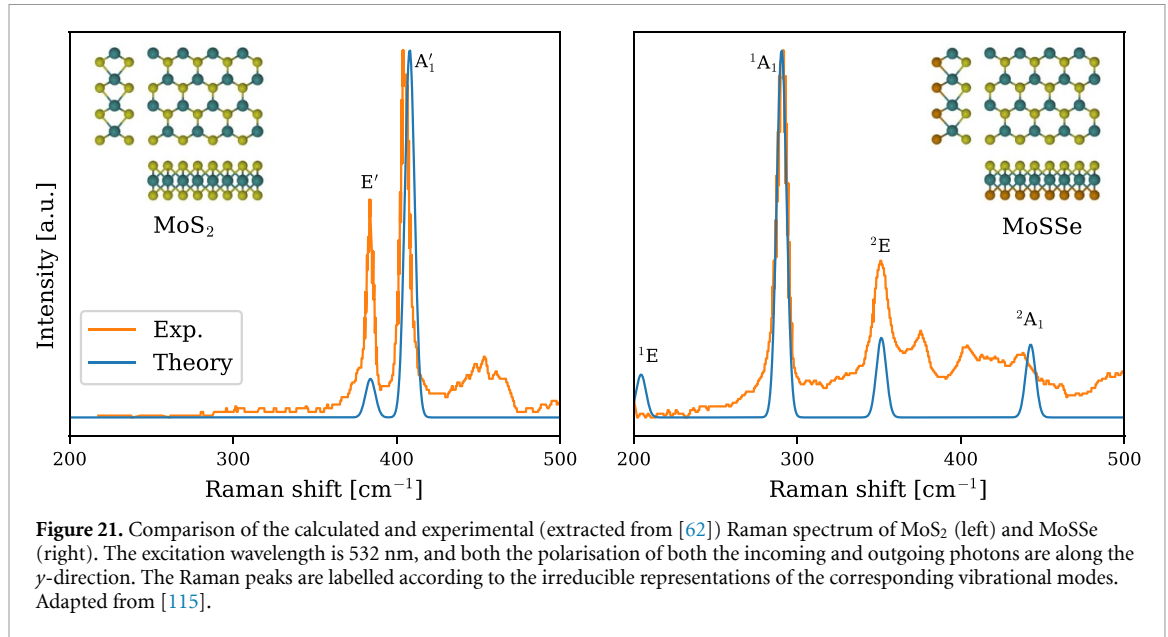 Intensity [a.u.]
A′₁
E′
MoS₂
Exp.
Theory
200
300
400
500
Raman shift [cm⁻¹]
¹A₁
MoSSe
²E
²A₁
¹E
200
300
400
500
Raman shift [cm⁻¹]
Figure 21. Comparison of the calculated and experimental (extracted from [62]) Raman spectrum of MoS₂ (left) and MoSSe
(right). The excitation wavelength is 532 nm, and both the polarisation of both the incoming and outgoing photons are along the
y-direction. The Raman peaks are labelled according to the irreducible representations of the corresponding vibrational modes.
Adapted from [115].